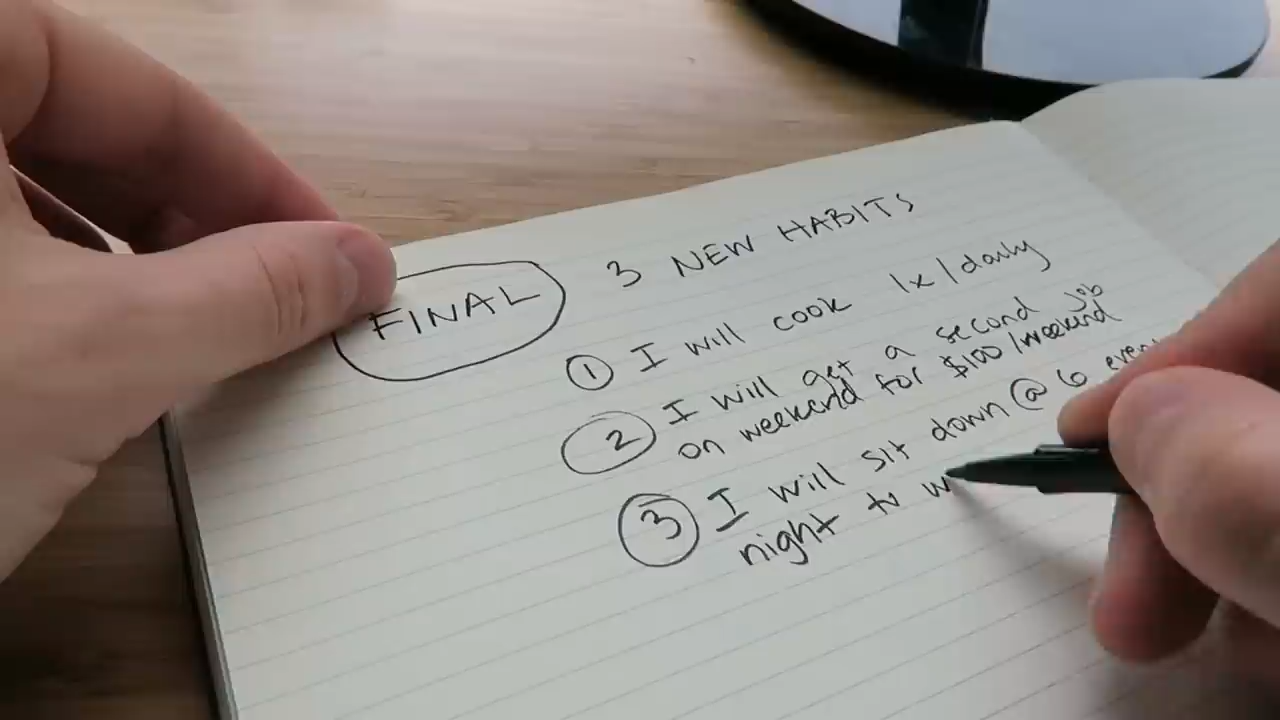 FINAL 3 NEW HABITS
1 I will cook 1x/daily
2 I will get a second job
on weekend for $100/weekend
3 I will sit down @ 6
night to w